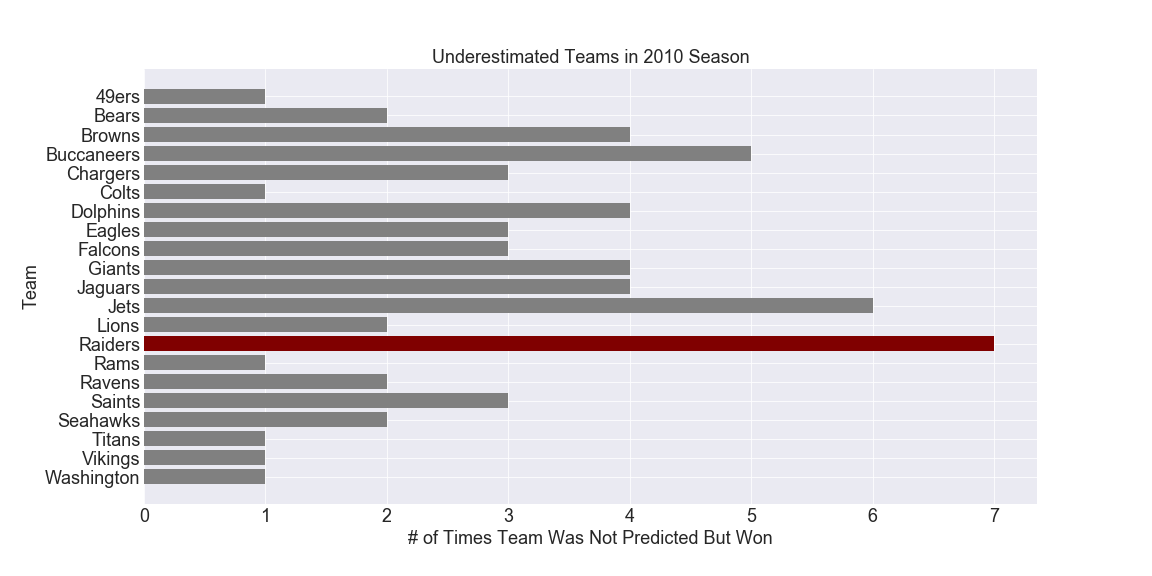 Underestimated Teams in 2010 Season
Team
49ers
Bears
Browns
Buccaneers
Chargers
Colts
Dolphins
Eagles
Falcons
Giants
Jaguars
Jets
Lions
Raiders
Rams
Ravens
Saints
Seahawks
Titans
Vikings
Washington
0 1 2 3 4 5 6 7
# of Times Team Was Not Predicted But Won